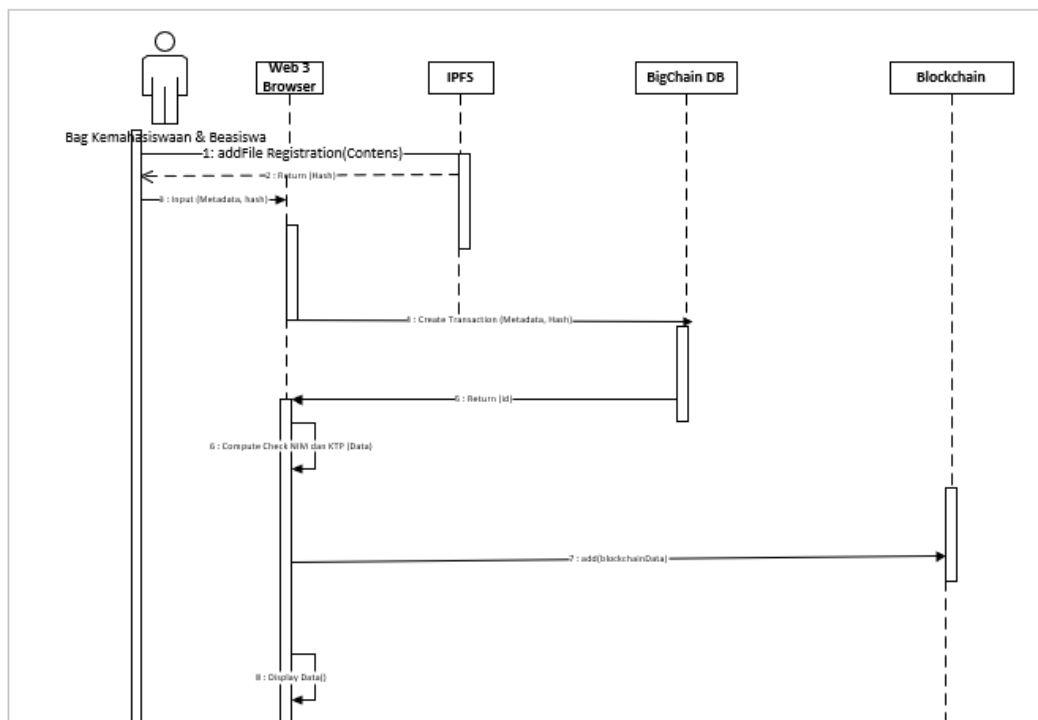 Web 3
Browser
IPFS
BigChain DB
Blockchain
Bag Kemahasiswaan & Beasiswa
1: addFile Registration(Contens)
2 : Return (Hash)
3 : Input (Metadata, hash)
4 : Create Transaction (Metadata, Hash)
5 : Return (id)
6 : Compute Check NIM dan KTP (Data)
7 : add(blockchainData)
8 : Display Data()